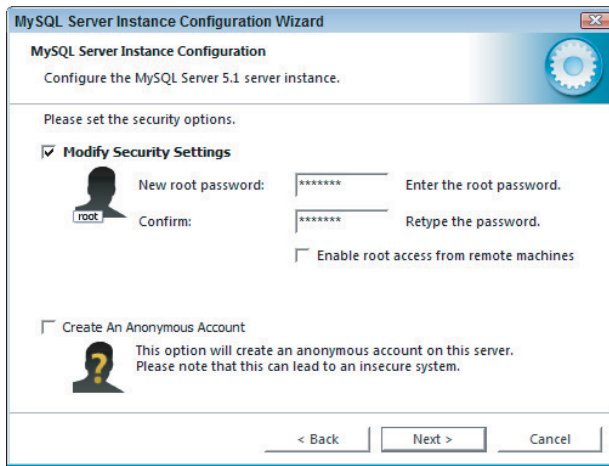 MySQL Server Instance Configuration Wizard
MySQL Server Instance Configuration
Configure the MySQL Server 5.1 server instance.
Please set the security options.
Modify Security Settings
root
New root password: ******* Enter the root password.
Confirm: ******* Retype the password.
Enable root access from remote machines
Create An Anonymous Account
?
This option will create an anonymous account on this server.
Please note that this can lead to an insecure system.
< Back Next > Cancel